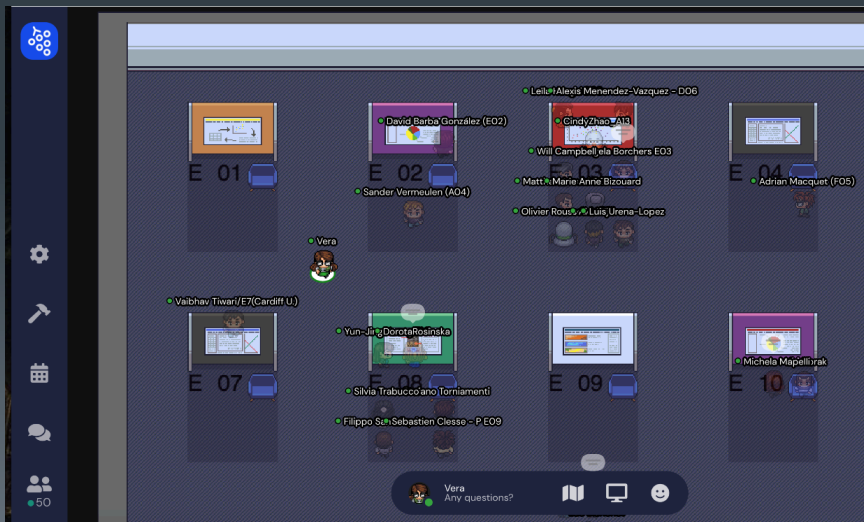 Leila Alexis Menendez-Vazquez - D06
David Barba González (E02)
CindyZhao_A13
Will Campbell ela Borchers E03
E 01
E 02
E 03
E 04
Matt Marie Anne Bizouard
Adrian Macquet (F05)
Sander Vermeulen (A04)
Olivier Rous Luis Urena-Lopez
Vera
Vaibhav Tiwari/E7(Cardiff U.)
Yun-Jing DorotaRosinska
Michela Mapelli rak
E 07
E 08
E 09
E 10
Silvia Trabucco ano Torniamenti
Filippo Sa Sebastien Clesse - P.E09
Vera
Any questions?
50